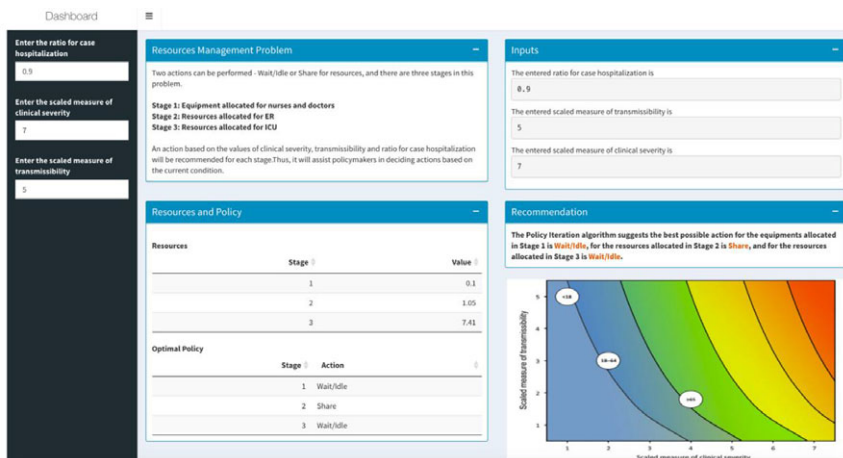 Dashboard
Enter the ratio for case
hospitalization
0.9
Enter the scaled measure of
clinical severity
7
Enter the scaled measure of
transmissibility
5
Resources Management Problem
Two actions can be performed - Wait/Idle or Share for resources, and there are three stages in this
problem.
Stage 1: Equipment allocated for nurses and doctors
Stage 2: Resources allocated for ER
Stage 3: Resources allocated for ICU
An action based on the values of clinical severity, transmissibility and ratio for case hospitalization
will be recommended for each stage.Thus, it will assist policymakers in deciding actions based on
the current condition.
Inputs
The entered ratio for case hospitalization is
0.9
The entered scaled measure of transmissibility is
5
The entered scaled measure of clinical severity is
7
Resources and Policy
Resources
Stage Value
1 0.1
2 1.05
3 7.41
Optimal Policy
Stage Action
1 Wait/Idle
2 Share
3 Wait/Idle
Recommendation
The Policy Iteration algorithm suggests the best possible action for the equipments allocated
in Stage 1 is Wait/Idle, for the resources allocated in Stage 2 is Share, and for the resources
allocated in Stage 3 is Wait/Idle.
Scaled measure of transmissibility
5
4
3
2
1
<18
18-64
1 2 3 4 5 6 7
Scaled measure of clinical severity